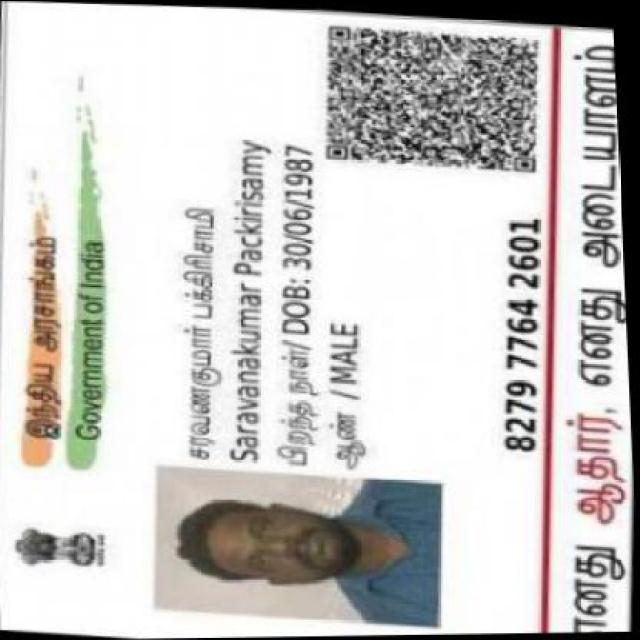 இந்திய அரசாங்கம்
Government of India
சரவணகுமார் பக்கிரிசாமி
Saravanakumar Packirisamy
பிறந்த நாள்/ DOB: 30/06/1987
ஆண் / MALE
8279 7764 2601
எனது ஆதார், எனது அடையாளம்